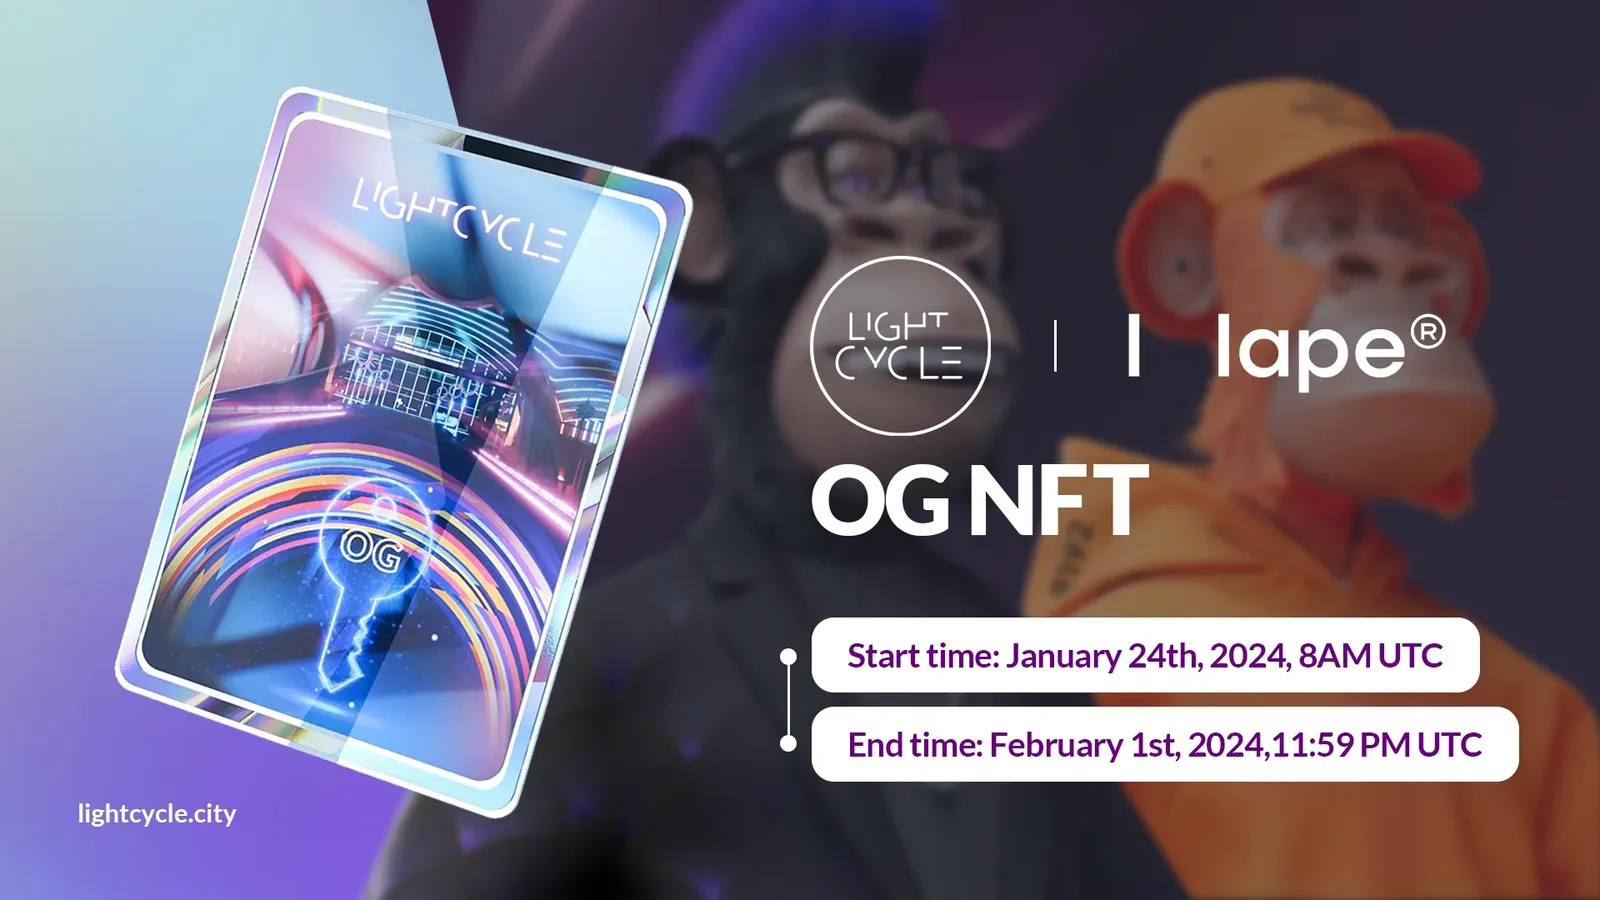 LIGHTCYCLE
OG
LIGHT
CYCLE
l lape®
OG NFT
Start time: January 24th, 2024, 8AM UTC
End time: February 1st, 2024,11:59 PM UTC
lightcycle.city